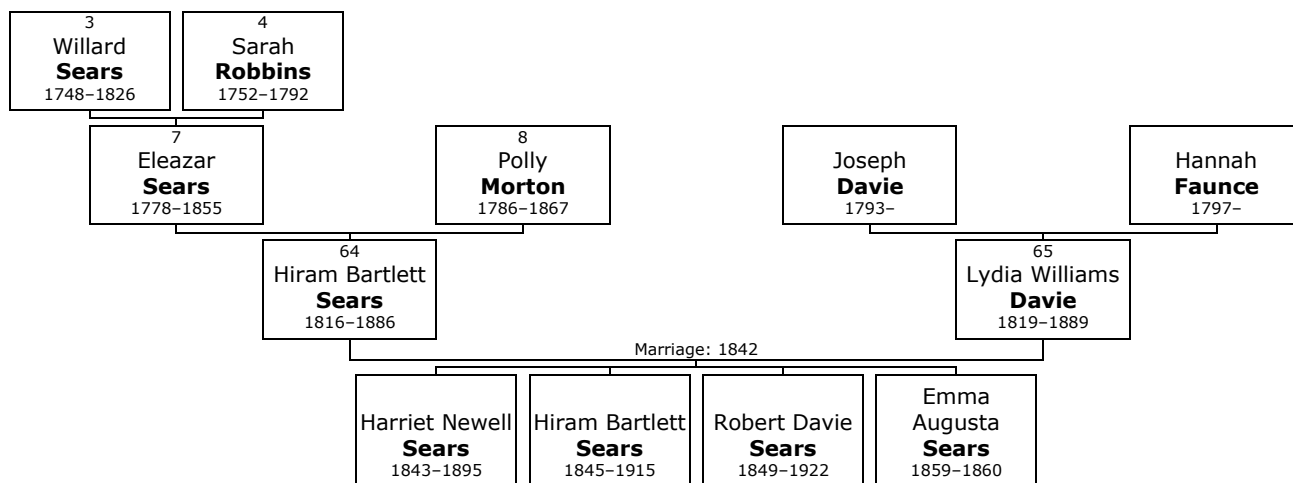 3
Willard
Sears
1748–1826
4
Sarah
Robbins
1752–1792
7
Eleazar
Sears
1778–1855
8
Polly
Morton
1786–1867
Joseph
Davie
1793–
Hannah
Faunce
1797–
64
Hiram Bartlett
Sears
1816–1886
65
Lydia Williams
Davie
1819–1889
Marriage: 1842
Harriet Newell
Sears
1843–1895
Hiram Bartlett
Sears
1845–1915
Robert Davie
Sears
1849–1922
Emma
Augusta
Sears
1859–1860